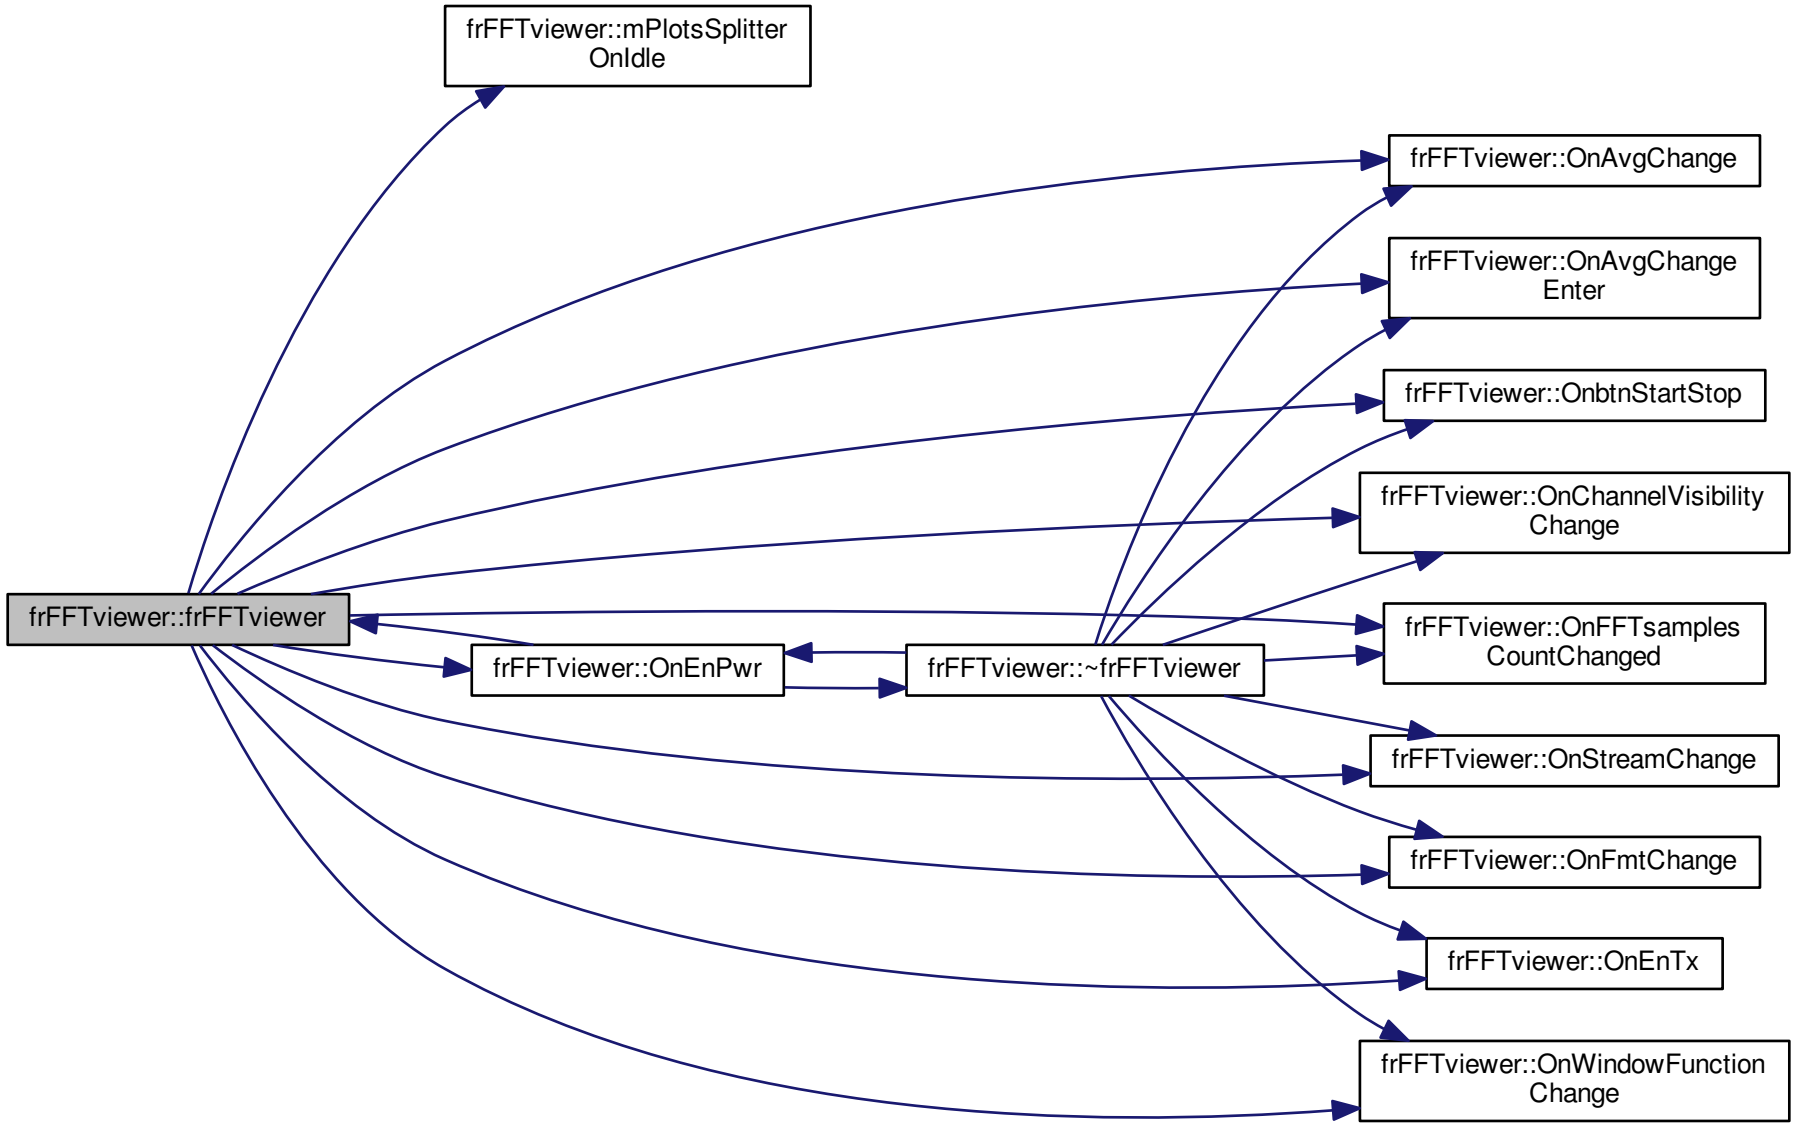 frFFTviewer::mPlotsSplitter
OnIdle
frFFTviewer::OnAvgChange
frFFTviewer::OnAvgChange
Enter
frFFTviewer::OnbtnStartStop
frFFTviewer::OnChannelVisibility
Change
frFFTviewer::frFFTviewer
frFFTviewer::OnFFTsamples
CountChanged
frFFTviewer::OnEnPwr
frFFTviewer::~frFFTviewer
frFFTviewer::OnStreamChange
frFFTviewer::OnFmtChange
frFFTviewer::OnEnTx
frFFTviewer::OnWindowFunction
Change